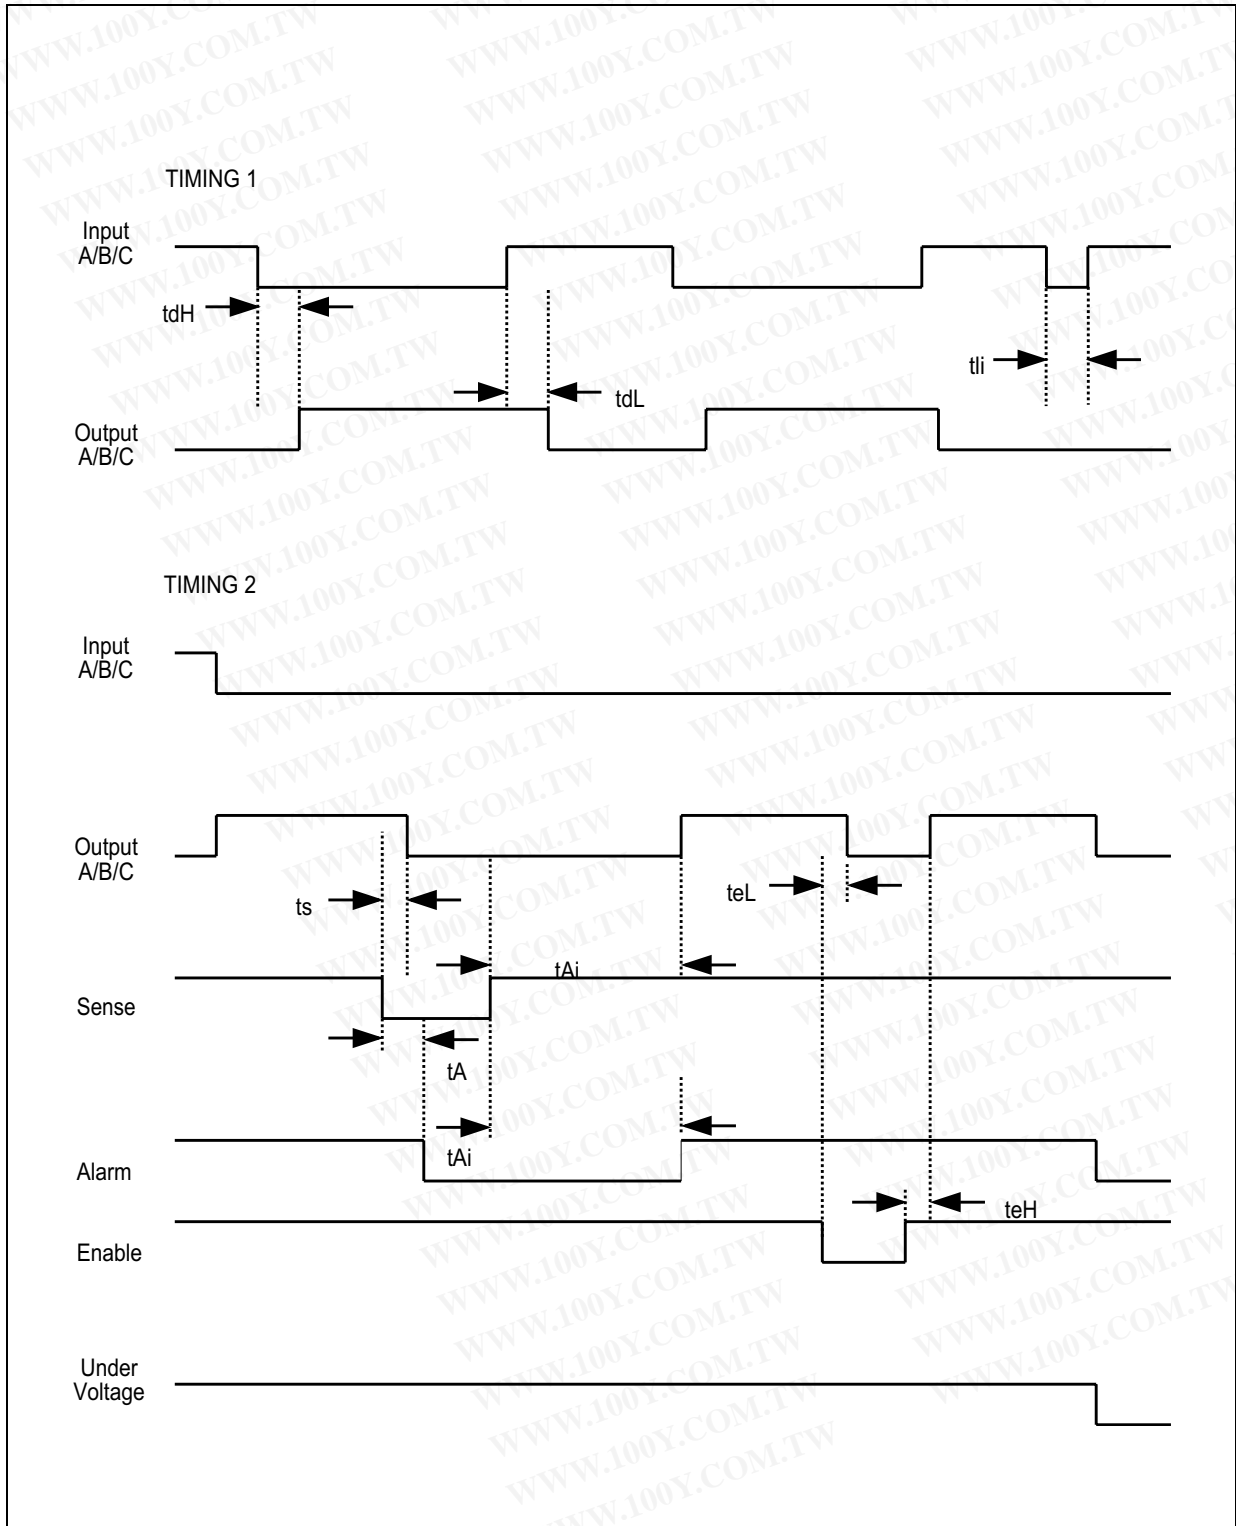 TIMING 1
Input
A/B/C
tdH
tli
tdL
Output
A/B/C
TIMING 2
Input
A/B/C
Output
A/B/C
teL
ts
tAi
Sense
tA
tAi
Alarm
teH
Enable
Under
Voltage
WWW.100Y.COM.TW